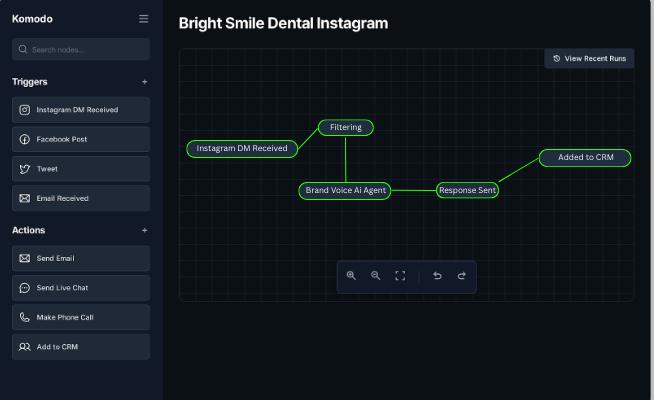 Komodo
Search nodes...
Triggers
+
Instagram DM Received
Facebook Post
Tweet
Email Received
Actions
+
Send Email
Send Live Chat
Make Phone Call
Add to CRM
Bright Smile Dental Instagram
View Recent Runs
Filtering
Instagram DM Received
Added to CRM
Brand Voice Ai Agent
Response Sent